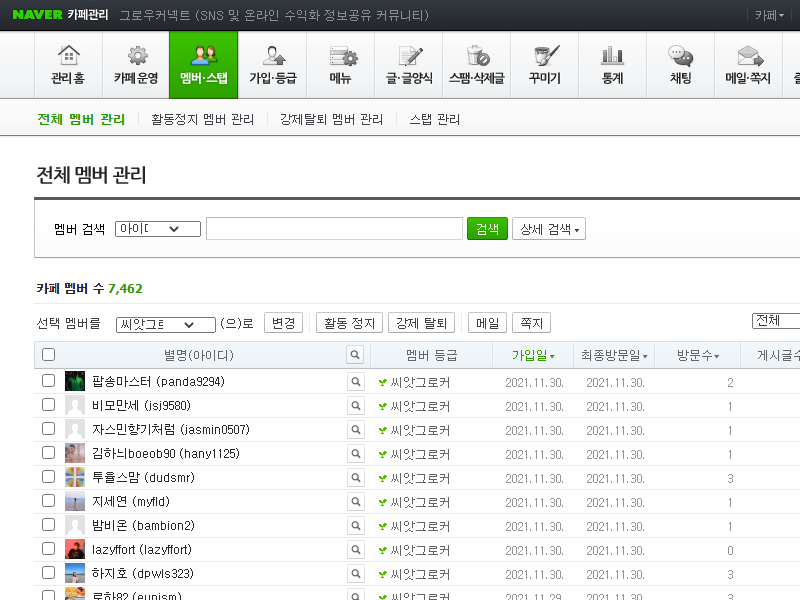 NAVER 카페관리 그로우커넥트 (SNS 및 온라인 수익화 정보공유 커뮤니티) 카페
관리 홈 카페 운영 멤버·스탭 가입·등급 메뉴 글·글양식 스팸·삭제글 꾸미기 통계 채팅 메일·쪽지
전체 멤버 관리 활동정지 멤버 관리 강제탈퇴 멤버 관리 스탭 관리
전체 멤버 관리
멤버 검색 검색 상세 검색
카페 멤버 수 7,462
선택 멤버를 씨앗그 (으)로 변경 활동 정지 강제 탈퇴 메일 쪽지 전체
별명(아이디) 멤버 등급 가입일 최종방문일 방문수 게시글수
팝송마스터 (panda9294) 씨앗그로커 2021.11.30. 2021.11.30. 2
비모만세 (jsj9580) 씨앗그로커 2021.11.30. 2021.11.30. 1
자스민향기처럼 (jasmin0507) 씨앗그로커 2021.11.30. 2021.11.30. 1
김하늬boeob90 (hany1125) 씨앗그로커 2021.11.30. 2021.11.30. 1
투율스맘 (dudsmr) 씨앗그로커 2021.11.30. 2021.11.30. 3
지세연 (myfld) 씨앗그로커 2021.11.30. 2021.11.30. 1
밤비온 (bambion2) 씨앗그로커 2021.11.30. 2021.11.30. 1
lazyffort (lazyffort) 씨앗그로커 2021.11.30. 2021.11.30. 0
하지호 (dpwls323) 씨앗그로커 2021.11.30. 2021.11.30. 3
로하82 (eunism) 씨앗그로커 2021.11.29. 2021.11.30. 3